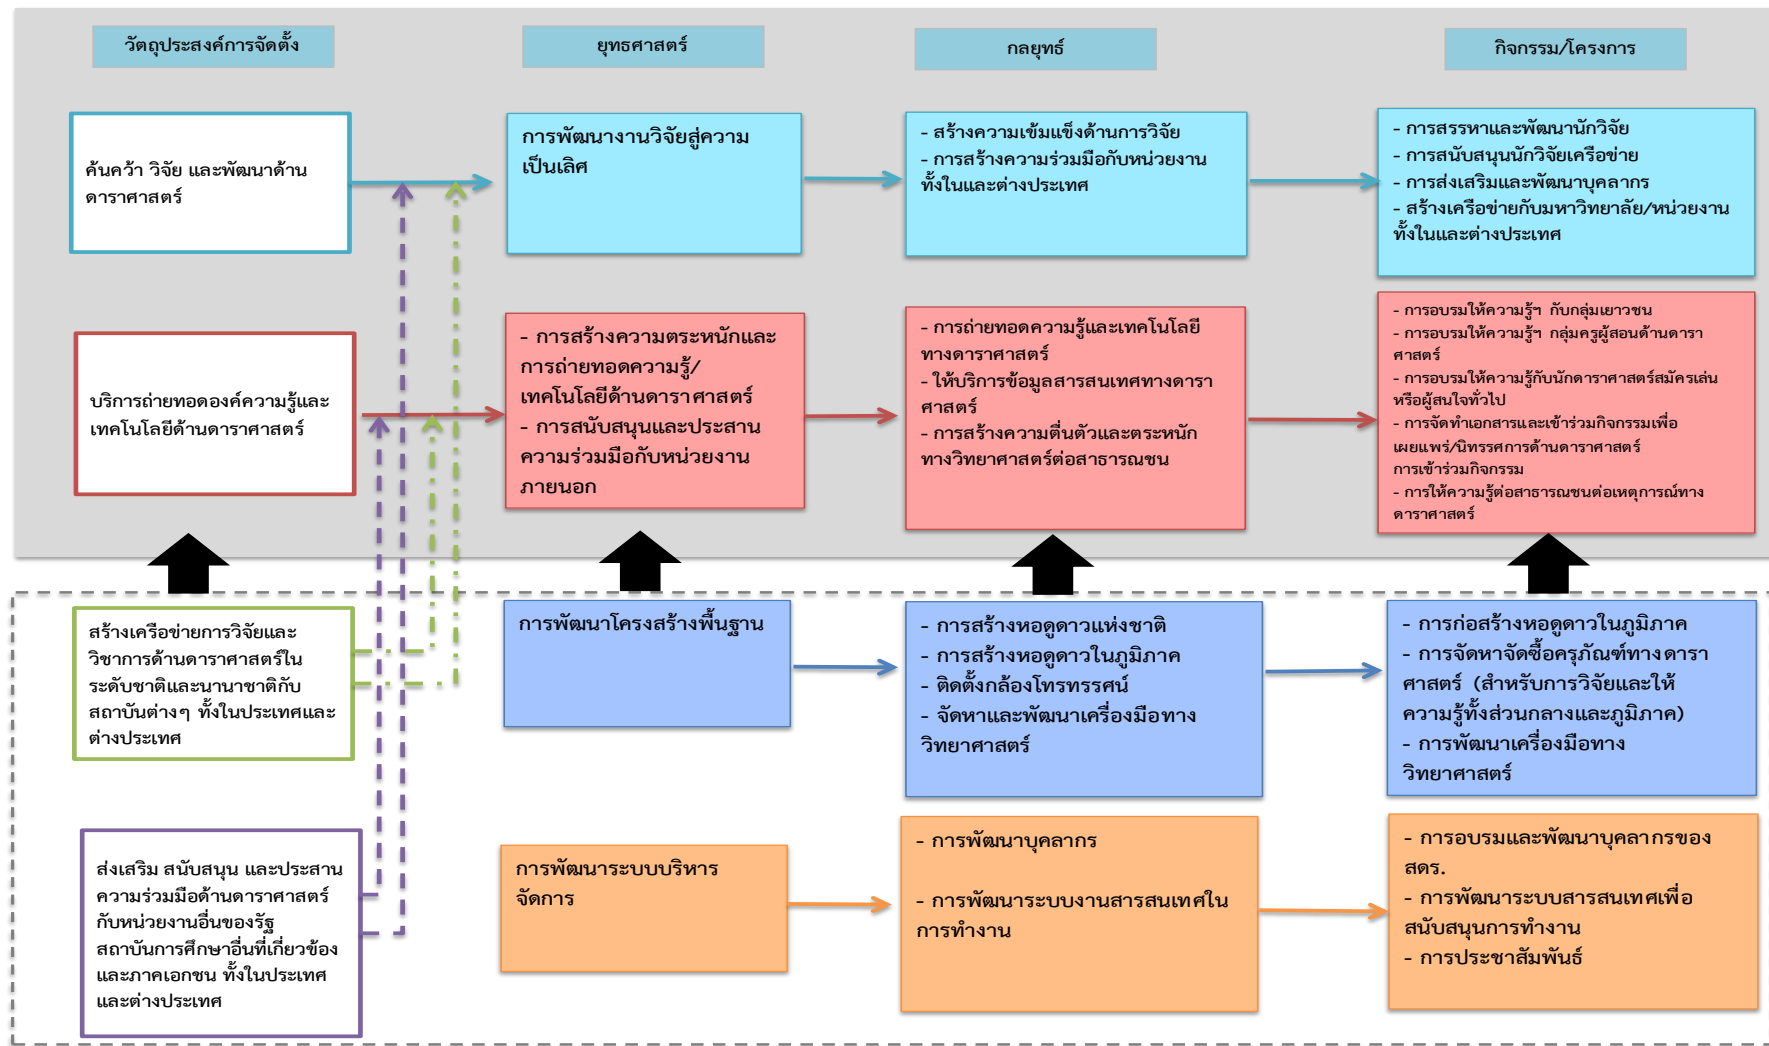 วัตถุประสงค์การจัดตั้ง
ยุทธศาสตร์
กลยุทธ์
กิจกรรม/โครงการ
ค้นคว้า วิจัย และพัฒนาด้าน
ดาราศาสตร์
การพัฒนางานวิจัยสู่ความ
เป็นเลิศ
- สร้างความเข้มแข็งด้านการวิจัย
- การสร้างความร่วมมือกับหน่วยงาน
ทั้งในและต่างประเทศ
- การสรรหาและพัฒนานักวิจัย
- การสนับสนุนนักวิจัยเครือข่าย
- การส่งเสริมและพัฒนาบุคลากร
- สร้างเครือข่ายกับมหาวิทยาลัย/หน่วยงาน
ทั้งในและต่างประเทศ
บริการถ่ายทอดองค์ความรู้และ
เทคโนโลยีด้านดาราศาสตร์
- การสร้างความตระหนักและ
การถ่ายทอดความรู้/
เทคโนโลยีด้านดาราศาสตร์
- การสนับสนุนและประสาน
ความร่วมมือกับหน่วยงาน
ภายนอก
- การถ่ายทอดความรู้และเทคโนโลยี
ทางดาราศาสตร์
- ให้บริการข้อมูลสารสนเทศทางดารา
ศาสตร์
- การสร้างความตื่นตัวและตระหนัก
ทางวิทยาศาสตร์ต่อสาธารณชน
- การอบรมให้ความรู้ฯ กับกลุ่มเยาวชน
- การอบรมให้ความรู้ฯ กลุ่มครูผู้สอนด้านดารา
ศาสตร์
- การอบรมให้ความรู้กับนักดาราศาสตร์สมัครเล่น
หรือผู้สนใจทั่วไป
- การจัดทำเอกสารและเข้าร่วมกิจกรรมเพื่อ
เผยแพร่/นิทรรศการด้านดาราศาสตร์
การเข้าร่วมกิจกรรม
- การให้ความรู้ต่อสาธารณชนต่อเหตุการณ์ทาง
ดาราศาสตร์
สร้างเครือข่ายการวิจัยและ
วิชาการด้านดาราศาสตร์ใน
ระดับชาติและนานาชาติกับ
สถาบันต่างๆ ทั้งในประเทศและ
ต่างประเทศ
การพัฒนาโครงสร้างพื้นฐาน
- การสร้างหอดูดาวแห่งชาติ
- การสร้างหอดูดาวในภูมิภาค
- ติดตั้งกล้องโทรทรรศน์
- จัดหาและพัฒนาเครื่องมือทาง
วิทยาศาสตร์
- การก่อสร้างหอดูดาวในภูมิภาค
- การจัดหาจัดซื้อครุภัณฑ์ทางดารา
ศาสตร์ (สำหรับการวิจัยและให้
ความรู้ทั้งส่วนกลางและภูมิภาค)
- การพัฒนาเครื่องมือทาง
วิทยาศาสตร์
ส่งเสริม สนับสนุน และประสาน
ความร่วมมือด้านดาราศาสตร์
กับหน่วยงานอื่นของรัฐ
สถาบันการศึกษาอื่นที่เกี่ยวข้อง
และภาคเอกชน ทั้งในประเทศ
และต่างประเทศ
การพัฒนาระบบบริหาร
จัดการ
- การพัฒนาบุคลากร
- การพัฒนาระบบงานสารสนเทศใน
การทำงาน
- การอบรมและพัฒนาบุคลากรของ
สดร.
- การพัฒนาระบบสารสนเทศเพื่อ
สนับสนุนการทำงาน
- การประชาสัมพันธ์